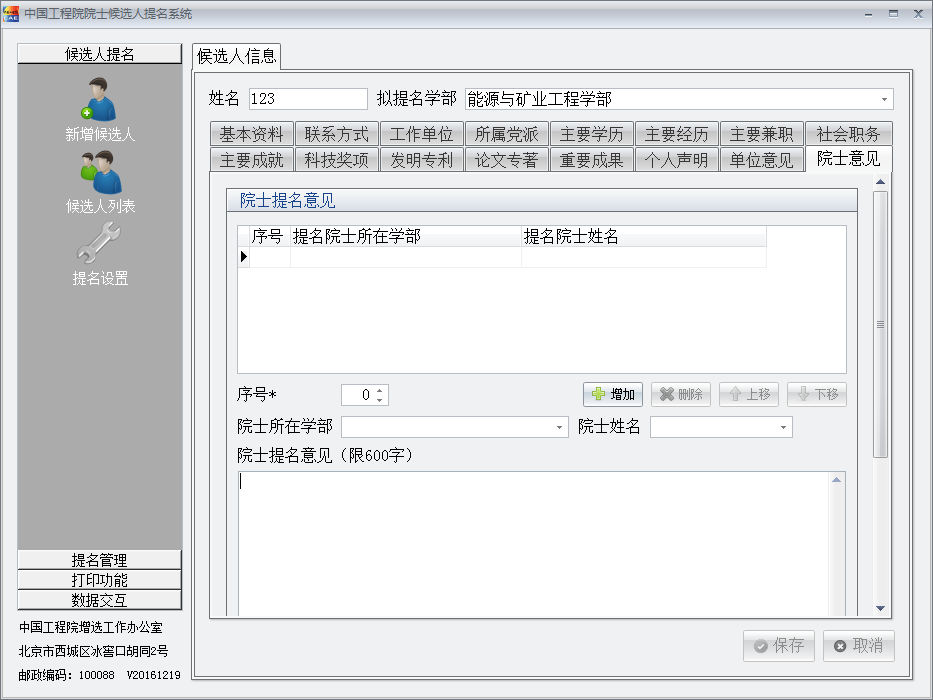 中国工程院院士候选人提名系统
候选人提名
新增候选人
候选人列表
提名设置
提名管理
打印功能
数据交互
中国工程院增选工作办公室
北京市西城区冰窖口胡同2号
邮政编码：100088 V20161219
候选人信息
姓名 123 拟提名学部 能源与矿业工程学部
基本资料 联系方式 工作单位 所属党派 主要学历 主要经历 主要兼职 社会职务
主要成就 科技奖项 发明专利 论文专著 重要成果 个人声明 单位意见 院士意见
院士提名意见
序号 提名院士所在学部 提名院士姓名
序号* 0 增加 删除 上移 下移
院士所在学部 院士姓名
院士提名意见（限600字）
保存 取消